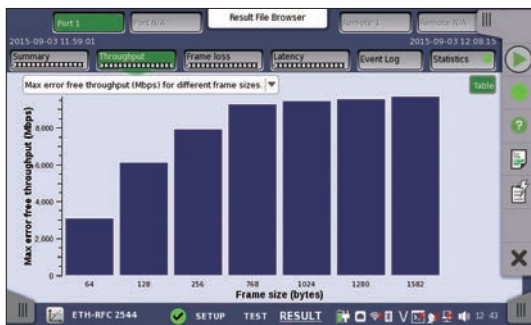 Port 1
Port N/A
Result File Browser
Remote 1
Remote N/A
2015-09-03 11:59:01
2015-09-03 12:08:15
Summary
Throughput
Frame loss
Latency
Event Log
Statistics
Max error free throughput (Mbps) for different frame sizes.
Table
Max error free throughput (Mbps)
8,000
6,000
4,000
2,000
0
64
128
256
768
1024
1280
1582
Frame size (bytes)
ETH-RFC 2544
SETUP
TEST
RESULT
12 43